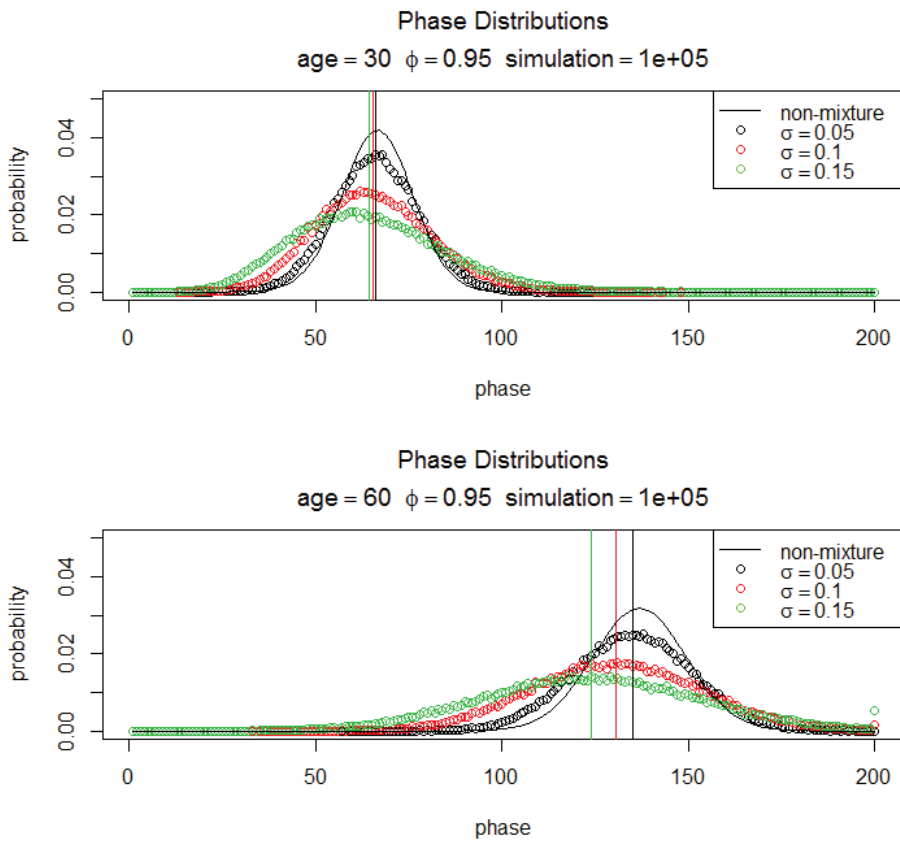 Phase Distributions
age = 30 ϕ = 0.95 simulation = 1e+05
probability
0.00
0.02
0.04
non-mixture
σ = 0.05
σ = 0.1
σ = 0.15
0
50
100
150
200
phase
Phase Distributions
age = 60 ϕ = 0.95 simulation = 1e+05
probability
0.00
0.02
0.04
non-mixture
σ = 0.05
σ = 0.1
σ = 0.15
0
50
100
150
200
phase